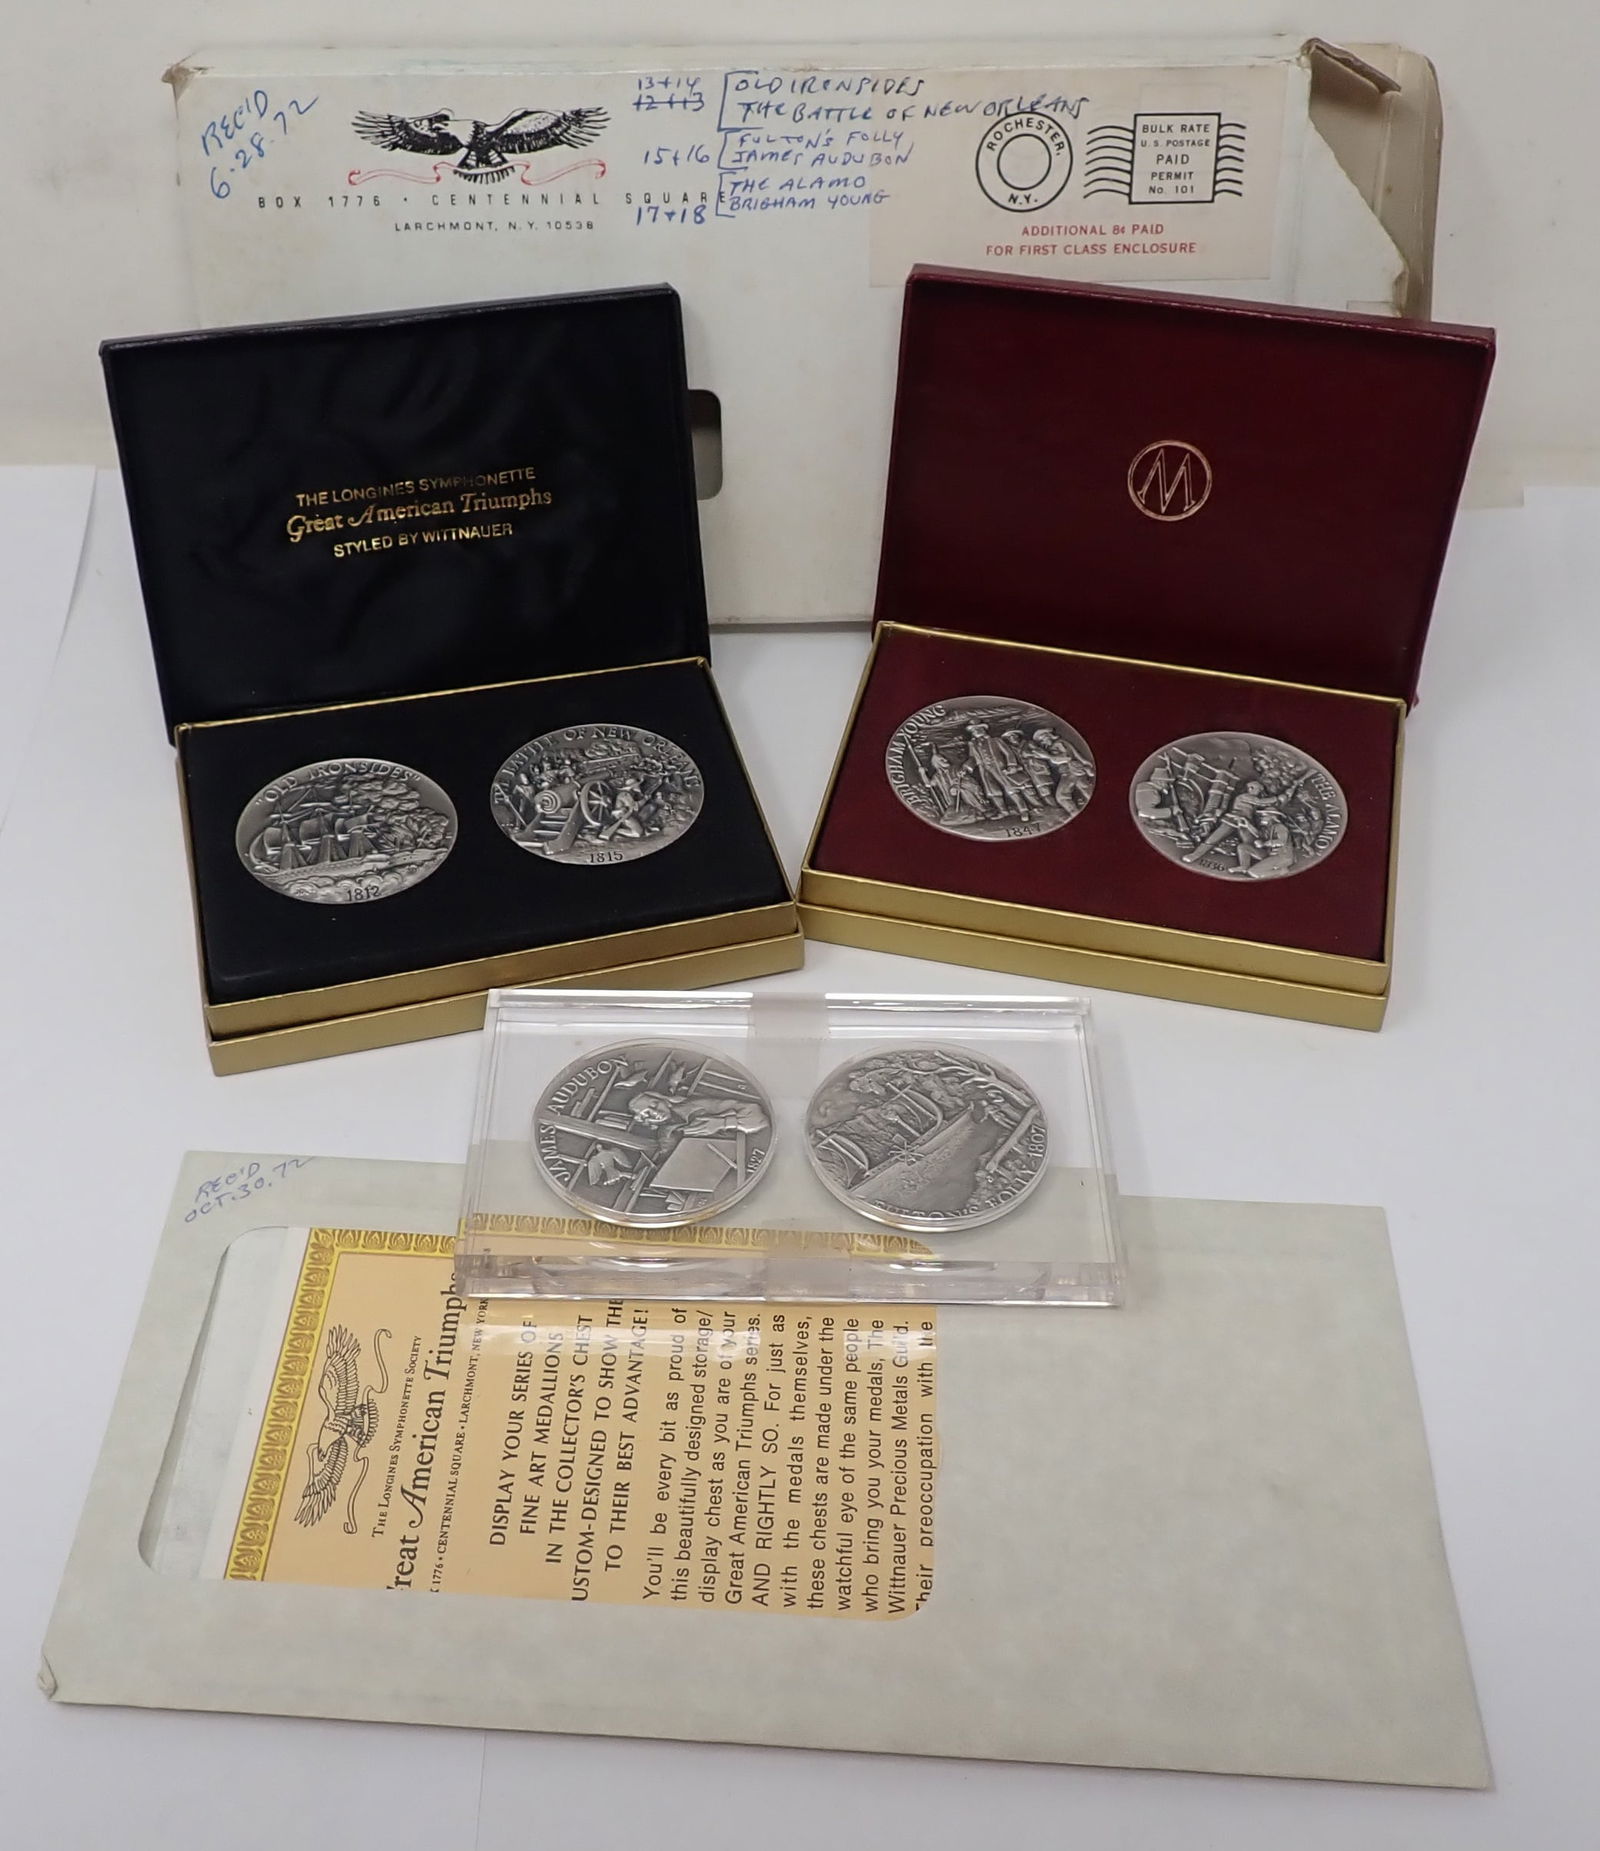 REC'D
6-28-72
BOX 1776 • CENTENNIAL SQUARE
LARCHMONT, N.Y. 10538
13+14
12+13
OLD IRONSIDES
THE BATTLE OF NEW ORLEANS
15+16
FULTON'S FOLLY
JAMES AUDUBON
17+18
THE ALAMO
BRIGHAM YOUNG
ROCHESTER,
N.Y.
BULK RATE
U.S. POSTAGE
PAID
PERMIT
No. 101
ADDITIONAL 8¢ PAID
FOR FIRST CLASS ENCLOSURE
THE LONGINES SYMPHONETTE
Great American Triumphs
STYLED BY WITTNAUER
W
"OLD IRONSIDES"
1812
THE BATTLE OF NEW ORLEANS
1815
BRIGHAM YOUNG
1847
THE ALAMO
1836
JAMES AUDUBON
1827
FULTON'S FOLLY-1807
REC'D
OCT.30.72
THE LONGINES SYMPHONETTE SOCIETY
reat American Triumphs
1776 • CENTENNIAL SQUARE • LARCHMONT, NEW YORK
DISPLAY YOUR SERIES OF
FINE ART MEDALLIONS
IN THE COLLECTOR'S CHEST
USTOM-DESIGNED TO SHOW THE
TO THEIR BEST ADVANTAGE!
You'll be every bit as proud of
this beautifully designed storage/
display chest as you are of your
Great American Triumphs series.
AND RIGHTLY SO. For just as
with the medals themselves,
these chests are made under the
watchful eye of the same people
who bring you your medals, The
Wittnauer Precious Metals Guild.
Their preoccupation with the